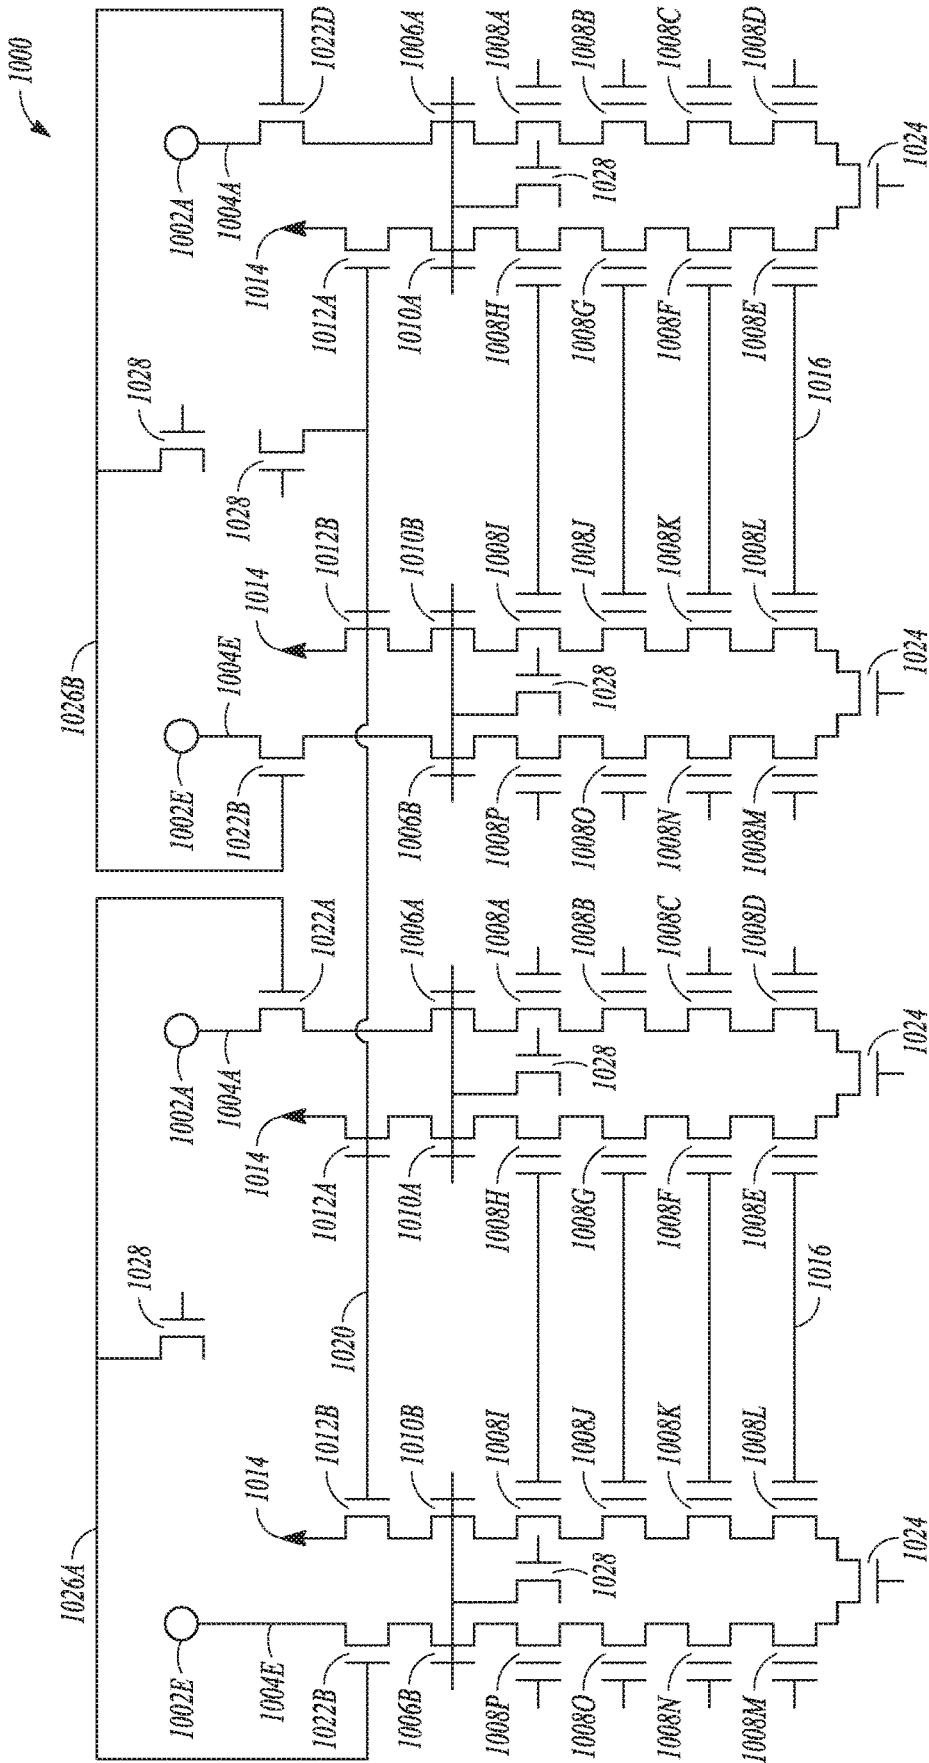 1000
1026A
1026B
1028
1028
1002E
1002A
1002E
1002A
1004A
1004E
1004A
1022B
1028
1014
1014
1014
1014
1004E
1022B
1012B
1012A
1022A
1012B
1012A
1022D
1020
1006B
1010B
1010A
1006A
1006B
1010B
1010A
1006A
1008P
1008I
1008H
1008A
1008P
1008I
1008H
1008A
1008O
1008J
1008G
1008B
1008O
1008J
1008G
1008B
1028
1028
1028
1028
1008N
1008K
1008F
1008C
1008N
1008K
1008F
1008C
1008M
1008L
1008E
1008D
1008M
1008L
1008E
1008D
1016
1016
1024
1024
1024
1024